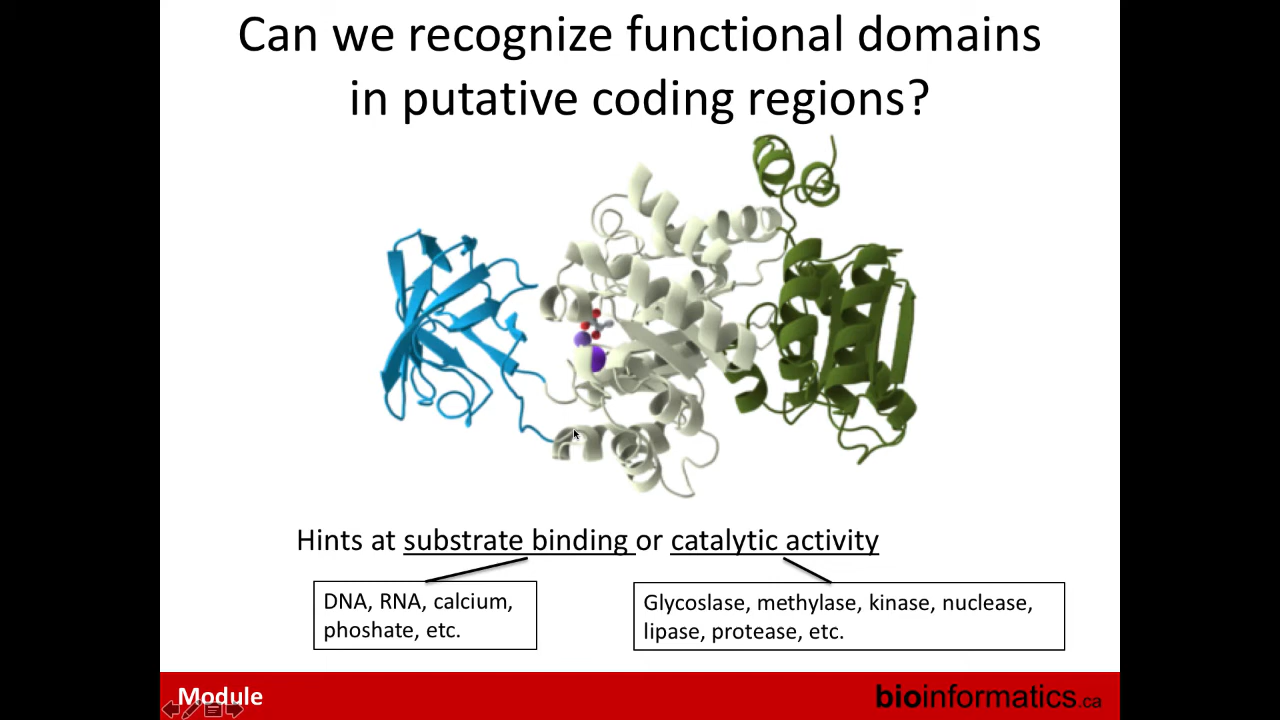 Can we recognize functional domains
in putative coding regions?
Hints at substrate binding or catalytic activity
DNA, RNA, calcium,
phoshate, etc.
Glycoslase, methylase, kinase, nuclease,
lipase, protease, etc.
Module
bioinformatics.ca